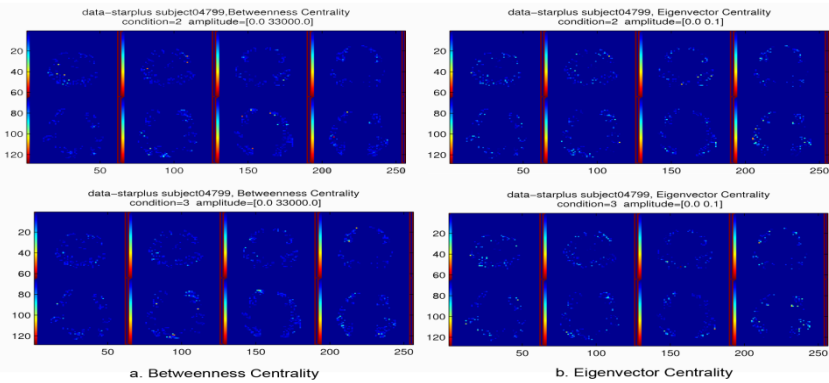 data-starplus subject04799,Betweenness Centrality
condition=2 amplitude=[0.0 33000.0]
20
40
60
80
100
120
50 100 150 200 250
data-starplus subject04799, Eigenvector Centrality
condition=2 amplitude=[0.0 0.1]
20
40
60
80
100
120
50 100 150 200 250
data-starplus subject04799, Betweenness Centrality
condition=3 amplitude=[0.0 33000.0]
20
40
60
80
100
120
50 100 150 200 250
data-starplus subject04799, Eigenvector Centrality
condition=3 amplitude=[0.0 0.1]
20
40
60
80
100
120
50 100 150 200 250
a. Betweenness Centrality
b. Eigenvector Centrality